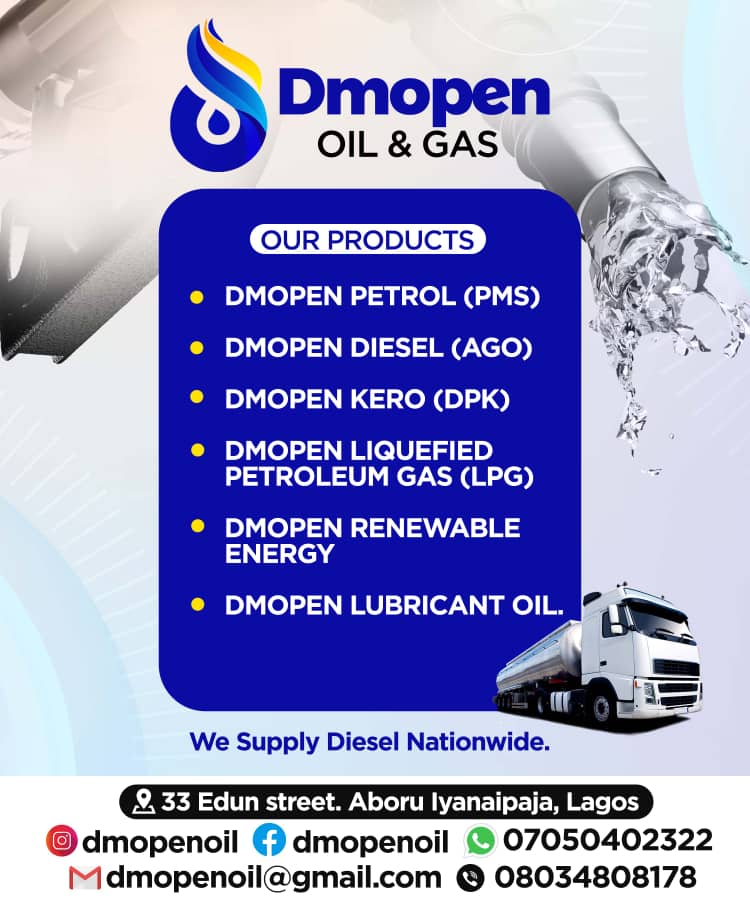 Dmopen
OIL & GAS
OUR PRODUCTS
DMOPEN PETROL (PMS)
DMOPEN DIESEL (AGO)
DMOPEN KERO (DPK)
DMOPEN LIQUEFIED
PETROLEUM GAS (LPG)
DMOPEN RENEWABLE
ENERGY
DMOPEN LUBRICANT OIL.
We Supply Diesel Nationwide.
33 Edun street. Aboru Iyanaipaja, Lagos
dmopenoil dmopenoil 07050402322
dmopenoil@gmail.com 08034808178